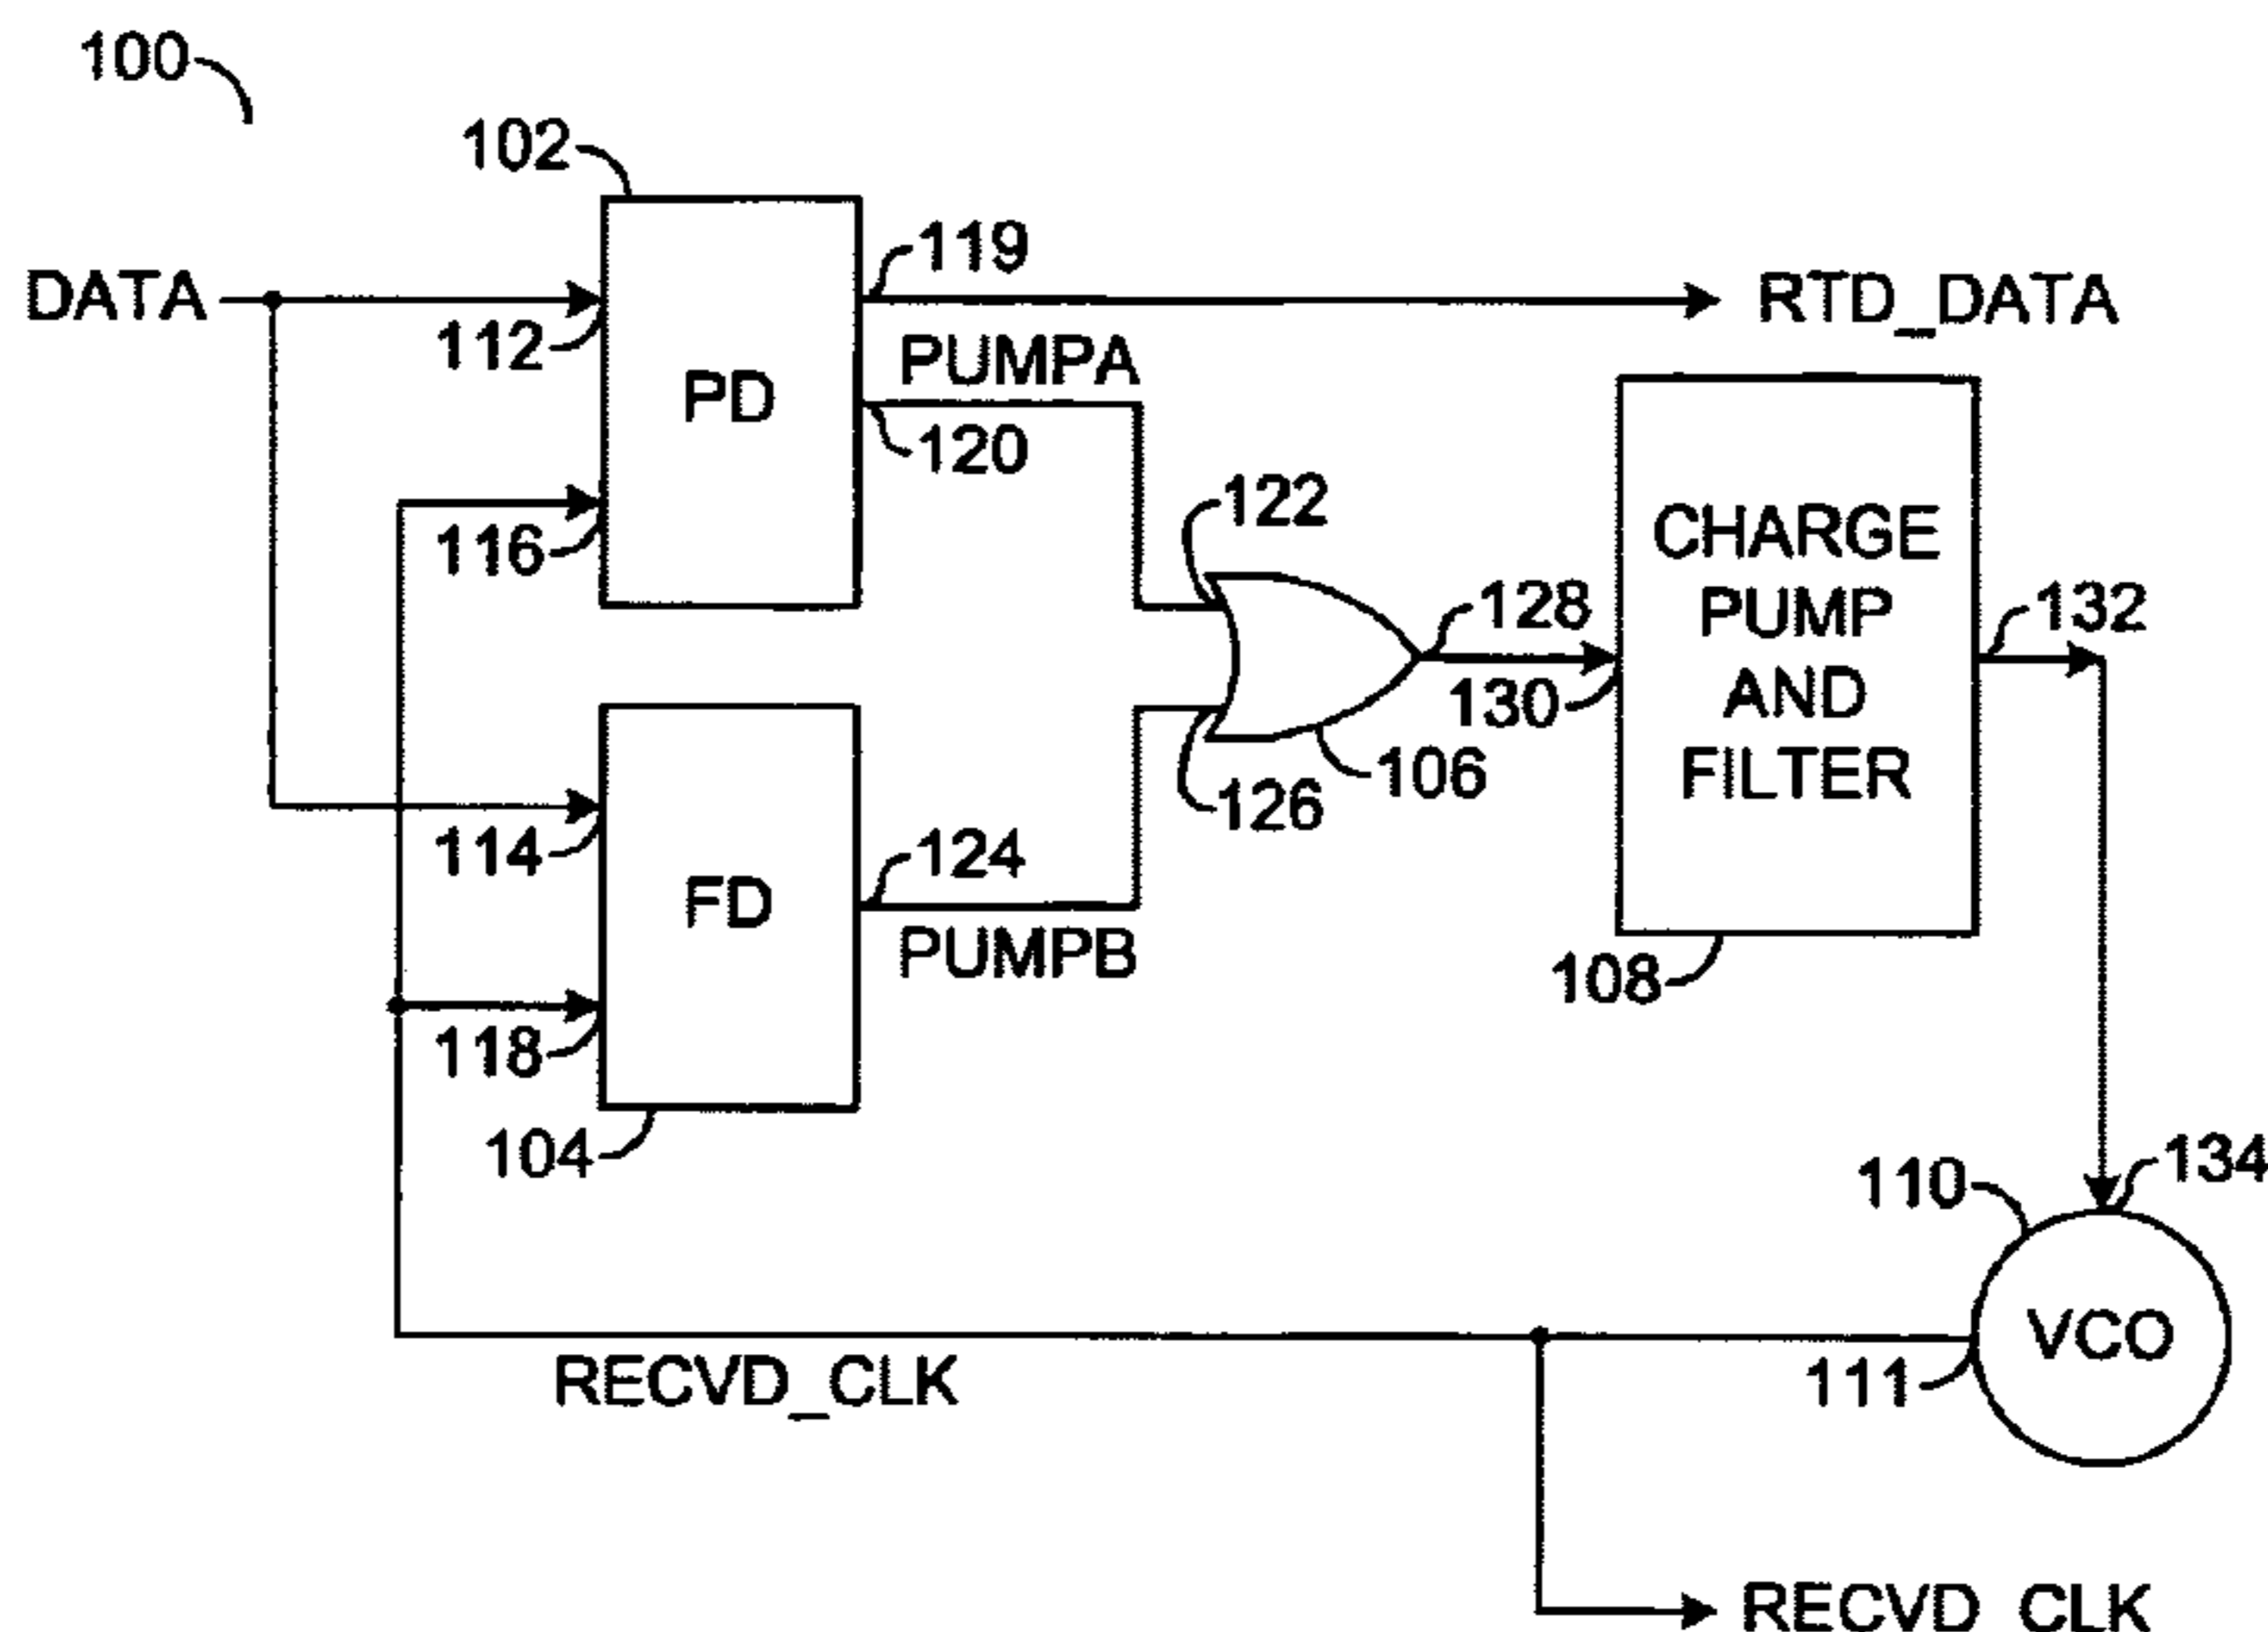 100
102
119
DATA
RTD_DATA
112
PUMPA
PD
120
122
116
CHARGE
PUMP
AND
FILTER
128
132
130
106
126
114
124
FD
PUMPB
108
118
104
134
110
VCO
RECVD_CLK
111
RECVD_CLK